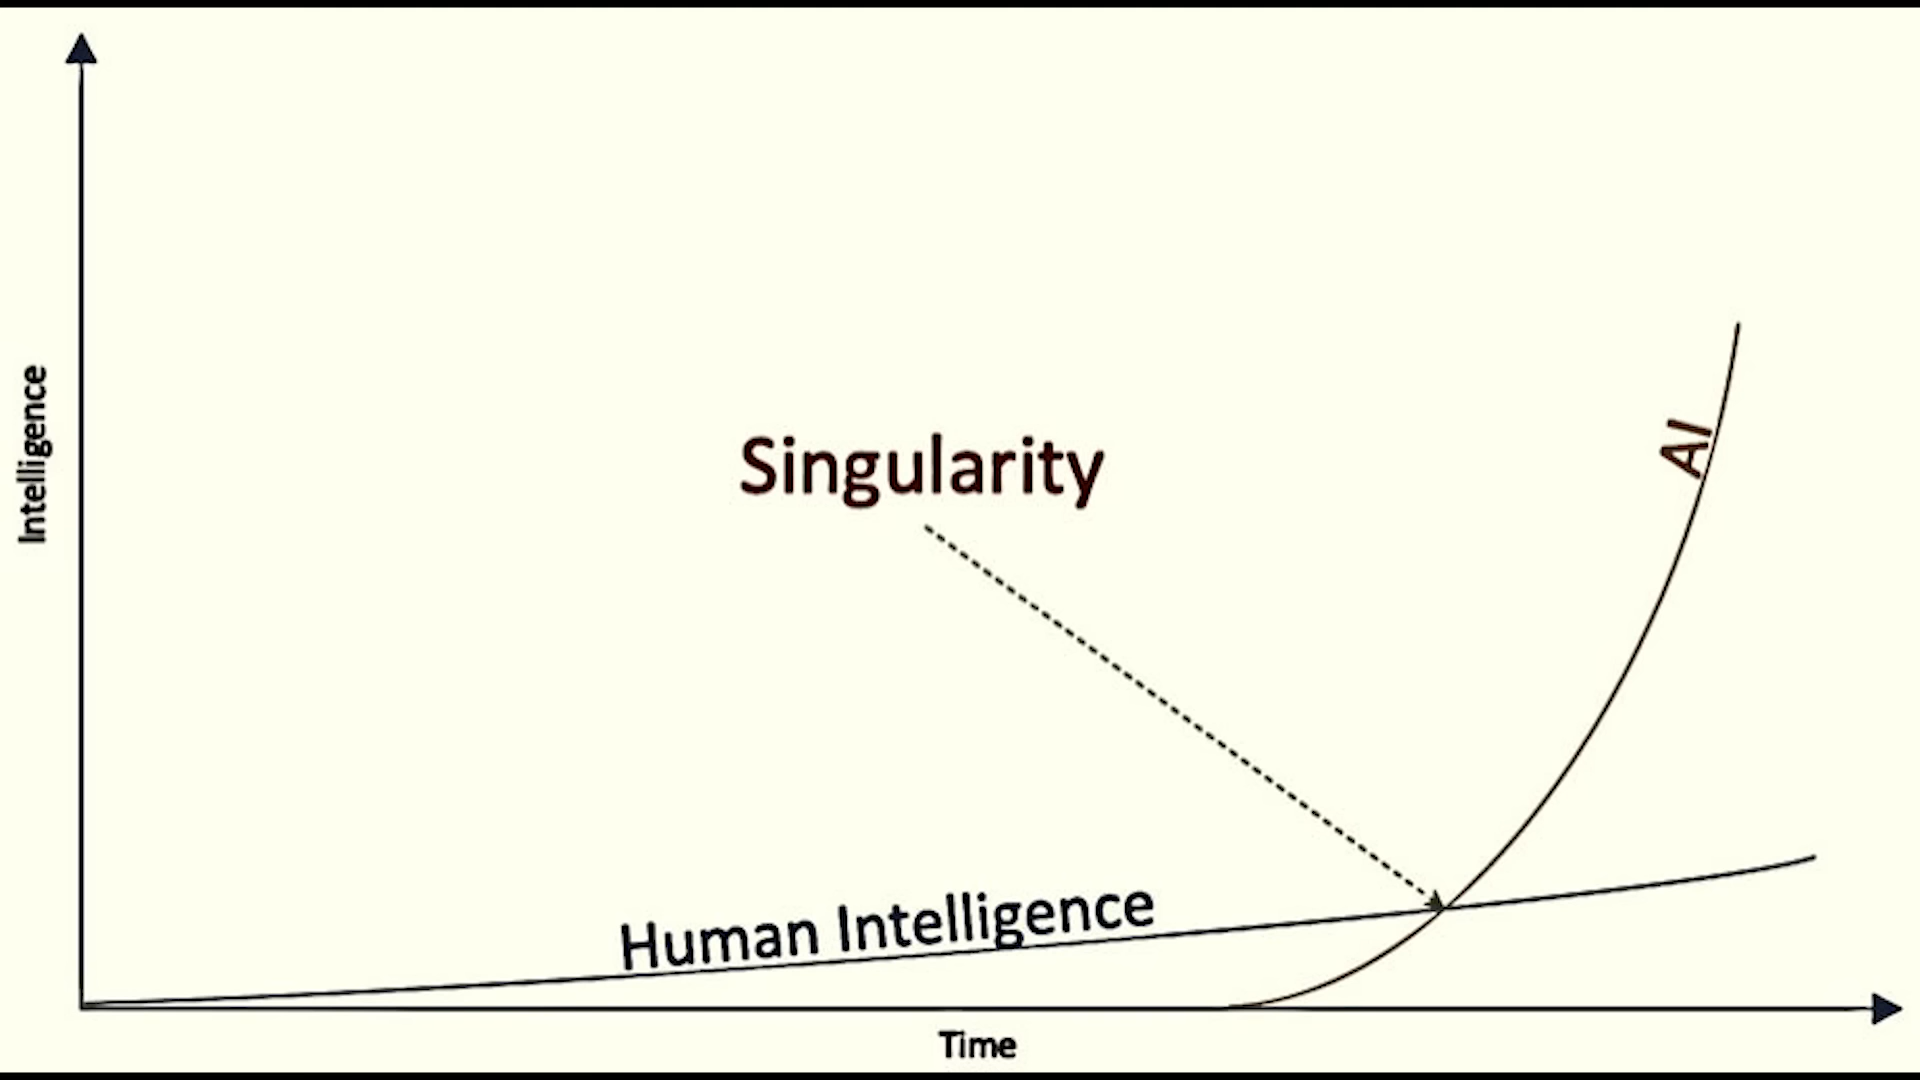 Intelligence
Singularity
AI
Human Intelligence
Time